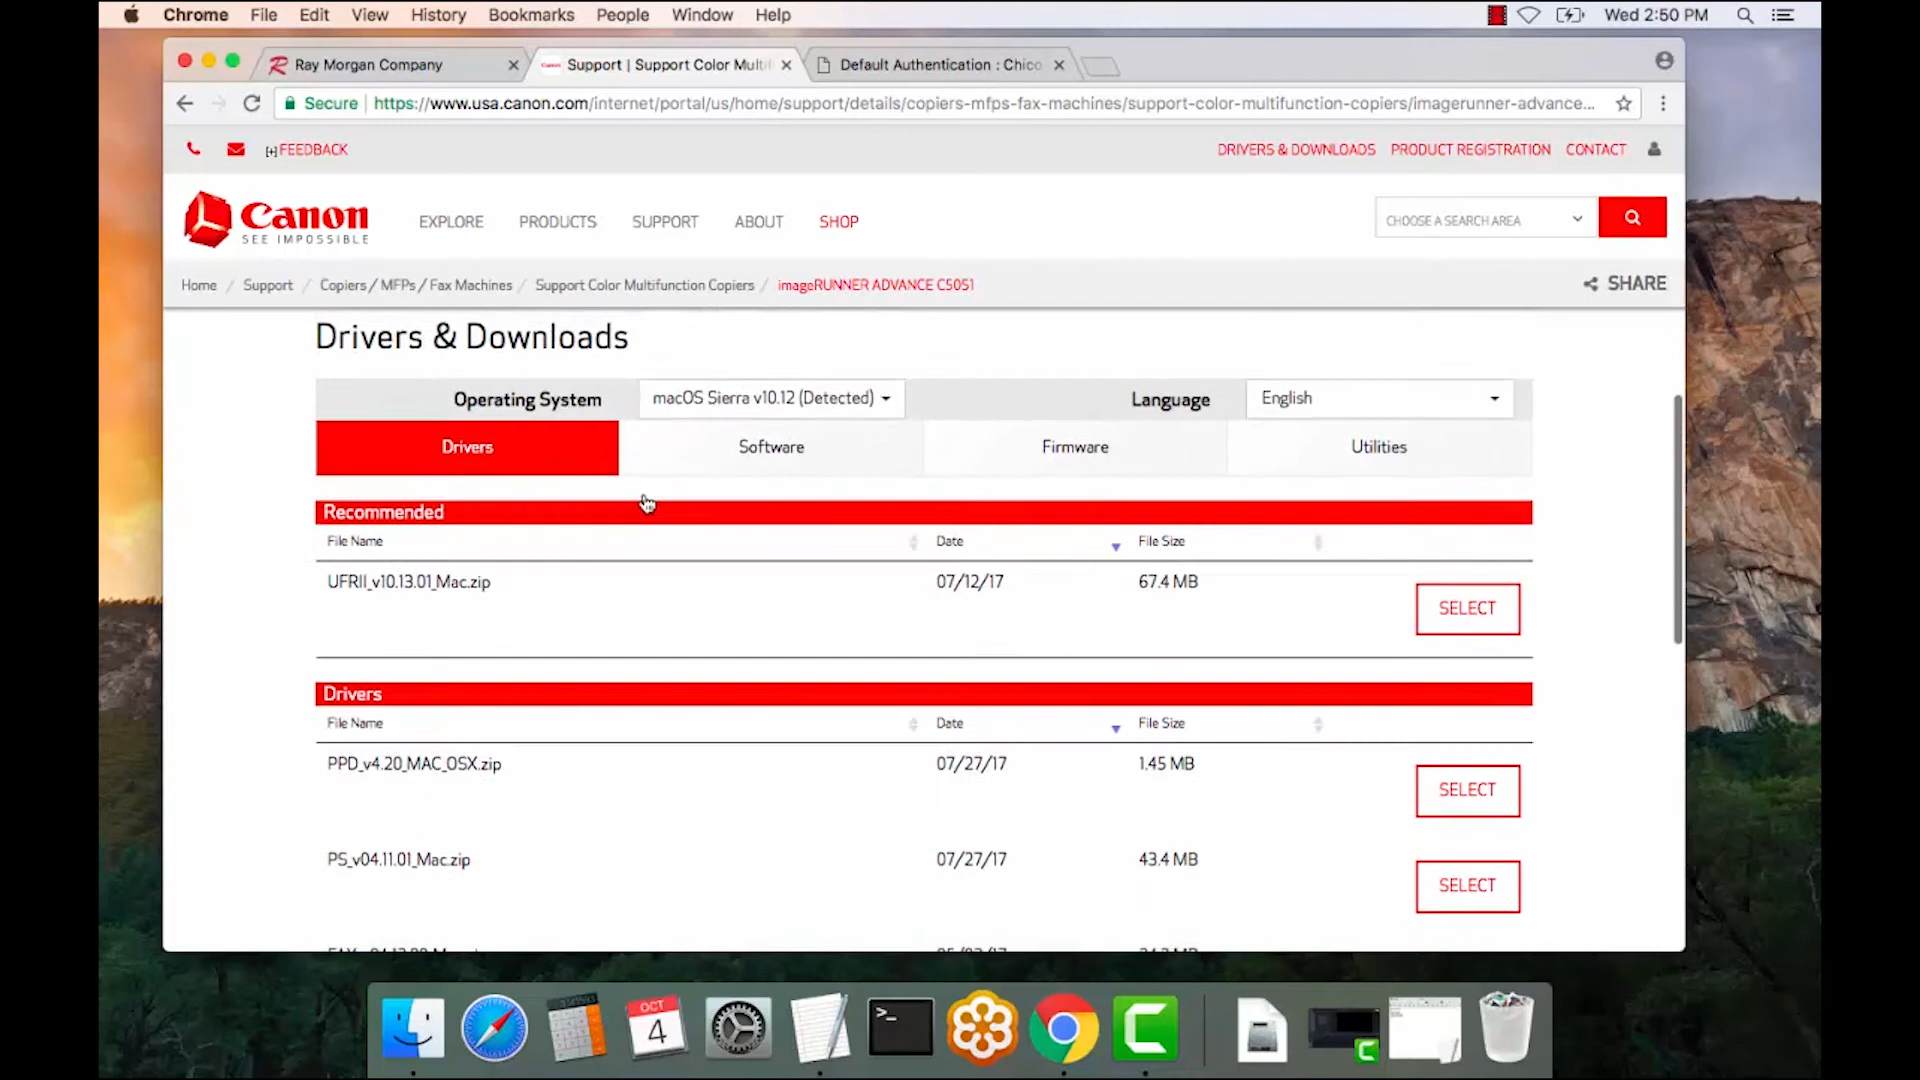 Chrome File Edit View History Bookmarks People Window Help Wed 2:50 PM
Ray Morgan Company Support | Support Color Multi Default Authentication : Chico
Secure https://www.usa.canon.com/internet/portal/us/home/support/details/copiers-mfps-fax-machines/support-color-multifunction-copiers/imagerunner-advance...
[+] FEEDBACK DRIVERS & DOWNLOADS PRODUCT REGISTRATION CONTACT
Canon
SEE IMPOSSIBLE
EXPLORE PRODUCTS SUPPORT ABOUT SHOP CHOOSE A SEARCH AREA
Home / Support / Copiers / MFPs / Fax Machines / Support Color Multifunction Copiers / imageRUNNER ADVANCE C5051 SHARE
Drivers & Downloads
Operating System macOS Sierra v10.12 (Detected) Language English
Drivers Software Firmware Utilities
Recommended
File Name Date File Size
UFRII_v10.13.01_Mac.zip 07/12/17 67.4 MB
SELECT
Drivers
File Name Date File Size
PPD_v4.20_MAC_OSX.zip 07/27/17 1.45 MB
SELECT
PS_v04.11.01_Mac.zip 07/27/17 43.4 MB
SELECT
OCT
4
>_